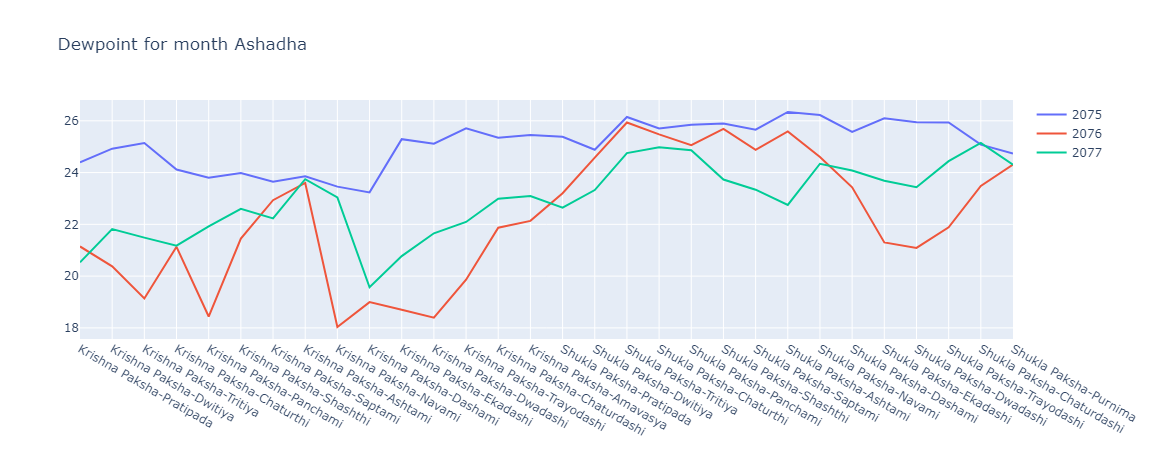 Dewpoint for month Ashadha
26
24
22
20
18
Krishna Paksha-Pratipada
Krishna Paksha-Dwitiya
Krishna Paksha-Tritiya
Krishna Paksha-Chaturthi
Krishna Paksha-Panchami
Krishna Paksha-Shashthi
Krishna Paksha-Saptami
Krishna Paksha-Ashtami
Krishna Paksha-Navami
Krishna Paksha-Dashami
Krishna Paksha-Ekadashi
Krishna Paksha-Dwadashi
Krishna Paksha-Trayodashi
Krishna Paksha-Chaturdashi
Krishna Paksha-Amavasya
Shukla Paksha-Pratipada
Shukla Paksha-Dwitiya
Shukla Paksha-Tritiya
Shukla Paksha-Chaturthi
Shukla Paksha-Panchami
Shukla Paksha-Shashthi
Shukla Paksha-Saptami
Shukla Paksha-Ashtami
Shukla Paksha-Navami
Shukla Paksha-Dashami
Shukla Paksha-Ekadashi
Shukla Paksha-Dwadashi
Shukla Paksha-Trayodashi
Shukla Paksha-Chaturdashi
Shukla Paksha-Purnima
2075
2076
2077